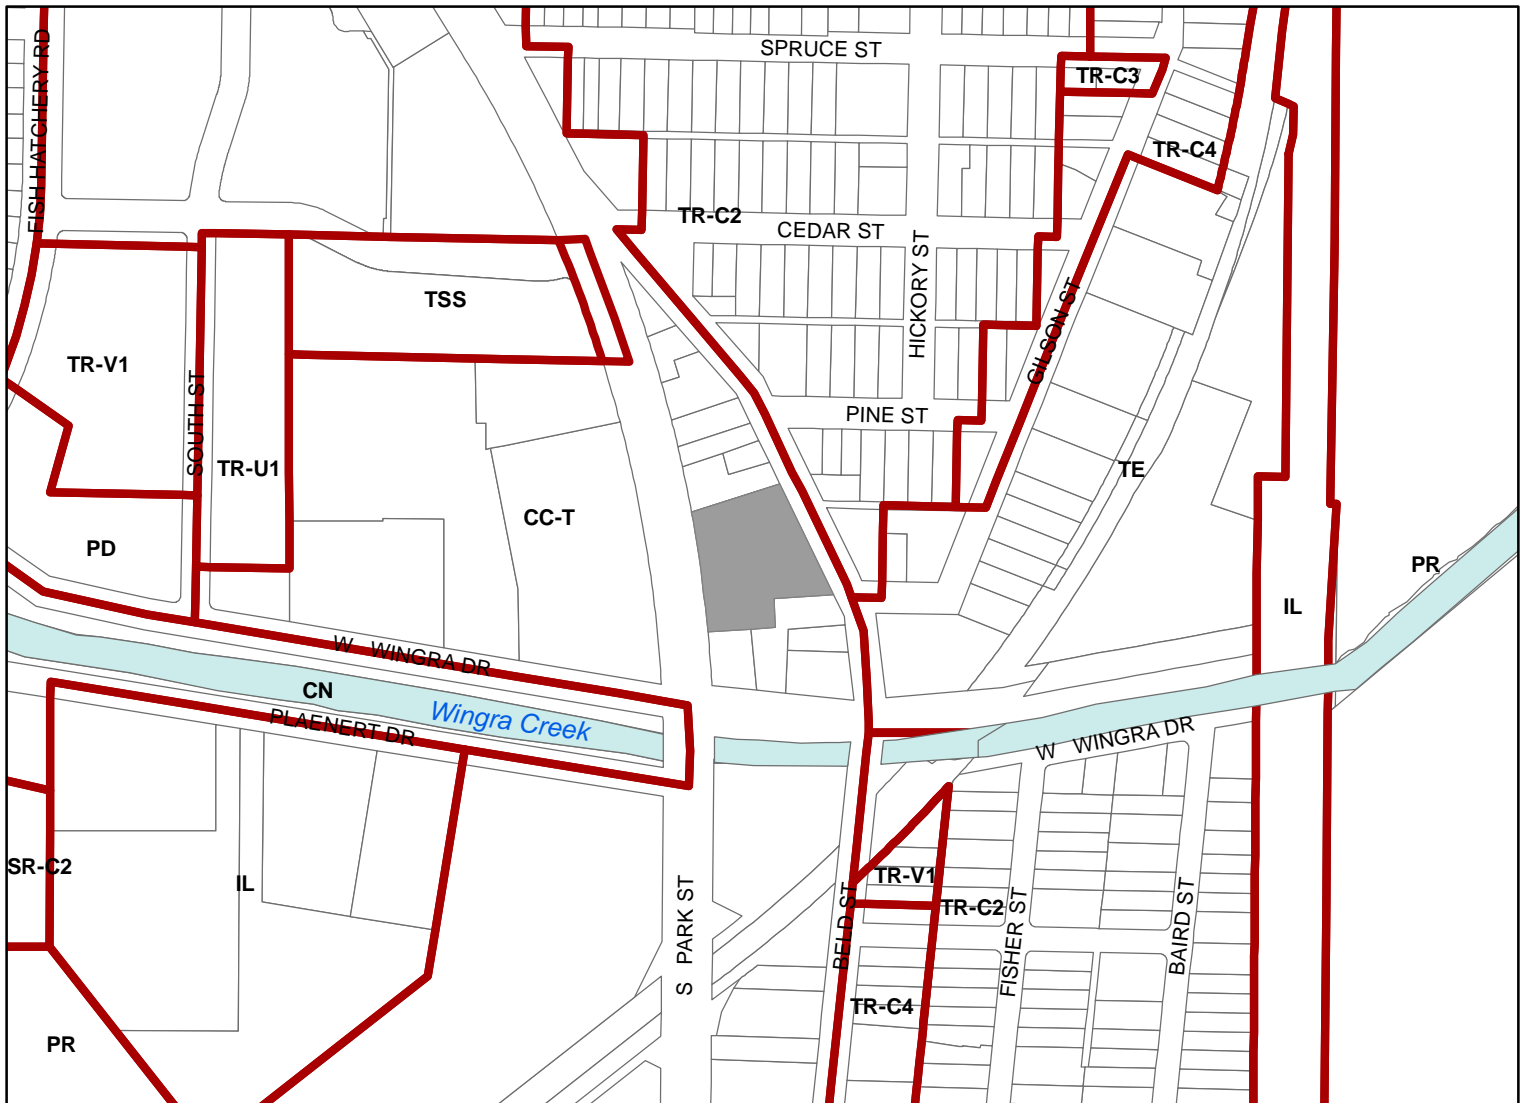 SPRUCE ST
FISH HATCHERY RD
TR-C3
TR-C4
TR-C2
CEDAR ST
HICKORY ST
TSS
GILSON ST
TR-V1
SOUTH ST
PINE ST
TR-U1
TE
CC-T
PD
PR
IL
W WINGRA DR
CN
Wingra Creek
PLAENERT DR
W WINGRA DR
SR-C2
IL
TR-V1
TR-C2
S PARK ST
BELD ST
FISHER ST
BAIRD ST
TR-C4
PR